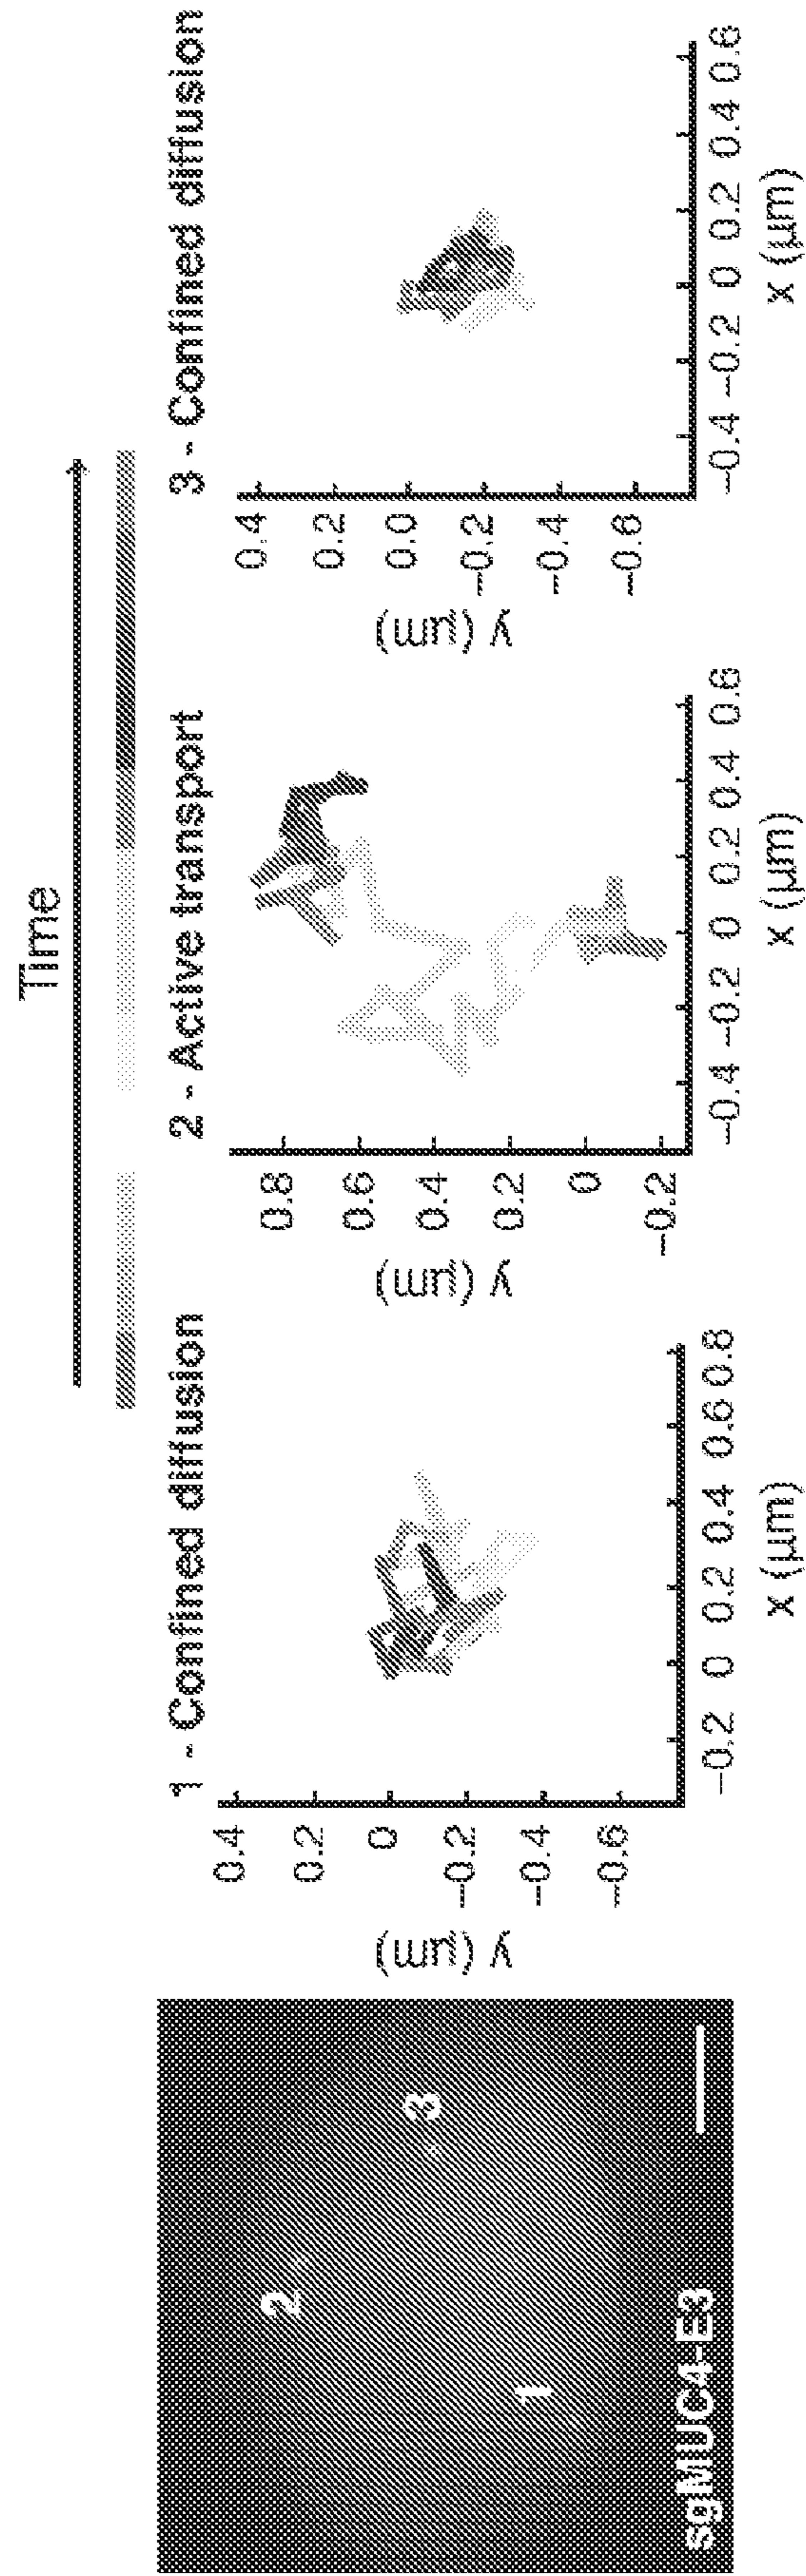 Time
1
2
3
sgMUC4-E3
1 - Confined diffusion
y (μm)
0.4
0.2
0
−0.2
−0.4
−0.6
−0.2 0 0.2 0.4 0.6 0.8
x (μm)
2 - Active transport
y (μm)
0.8
0.6
0.4
0.2
0
−0.2
−0.4 −0.2 0 0.2 0.4 0.6
x (μm)
3 - Confined diffusion
y (μm)
0.4
0.2
0.0
−0.2
−0.4
−0.6
−0.4 −0.2 0 0.2 0.4 0.6
x (μm)